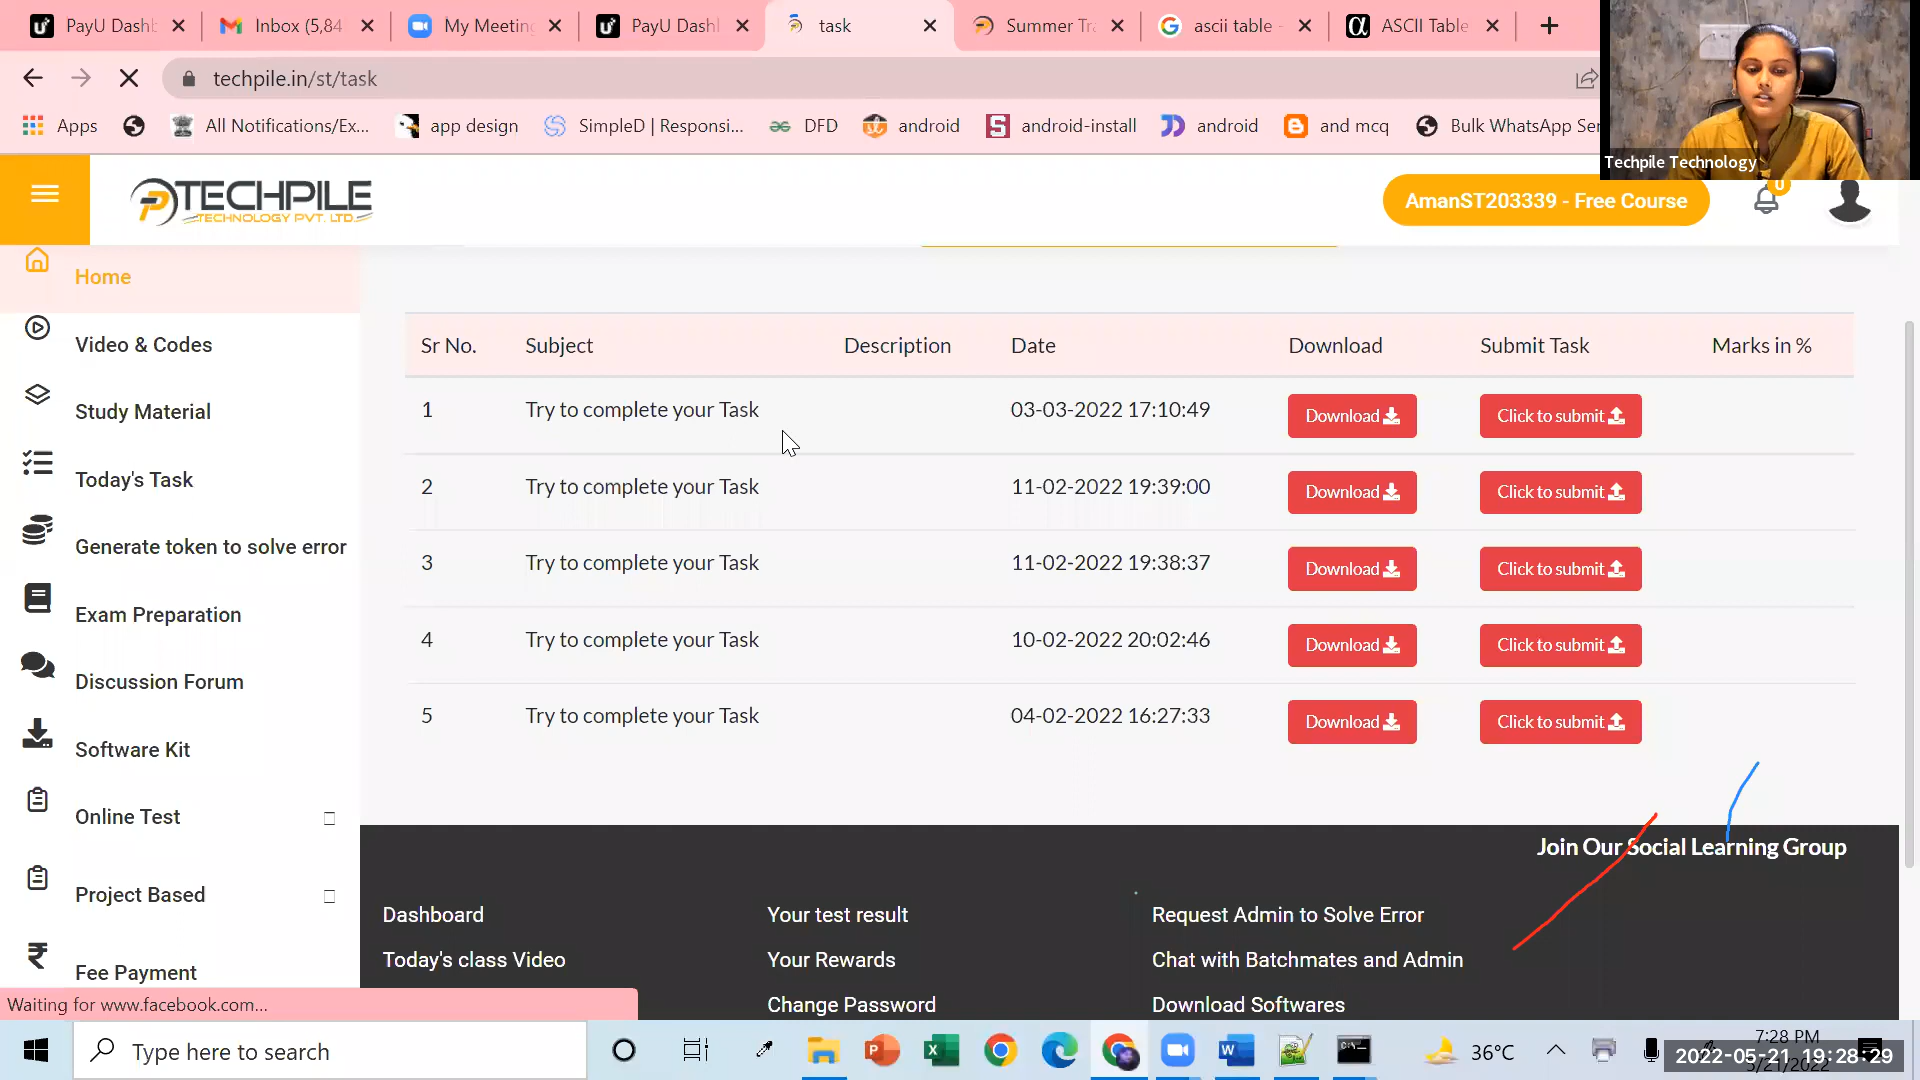 PayU Dashb
Inbox (5,84
My Meeting
PayU Dashl
task
Summer Tra
ascii table -
ASCII Table
techpile.in/st/task
Apps
All Notifications/Ex...
app design
SimpleD | Responsi...
DFD
android
android-install
android
and mcq
Bulk WhatsApp Ser
Techpile Technology
TECHPILE
TECHNOLOGY PVT. LTD.
AmanST203339 - Free Course
0
Home
Video & Codes
Study Material
Today's Task
Generate token to solve error
Exam Preparation
Discussion Forum
Software Kit
Online Test
Project Based
Fee Payment
Sr No. Subject Description Date Download Submit Task Marks in %
1 Try to complete your Task 03-03-2022 17:10:49 Download Click to submit
2 Try to complete your Task 11-02-2022 19:39:00 Download Click to submit
3 Try to complete your Task 11-02-2022 19:38:37 Download Click to submit
4 Try to complete your Task 10-02-2022 20:02:46 Download Click to submit
5 Try to complete your Task 04-02-2022 16:27:33 Download Click to submit
Join Our Social Learning Group
Dashboard Your test result Request Admin to Solve Error
Today's class Video Your Rewards Chat with Batchmates and Admin
Change Password Download Softwares
Waiting for www.facebook.com...
Type here to search
36°C
7:28 PM
5/21/2022
2022-05-21 19:28:29